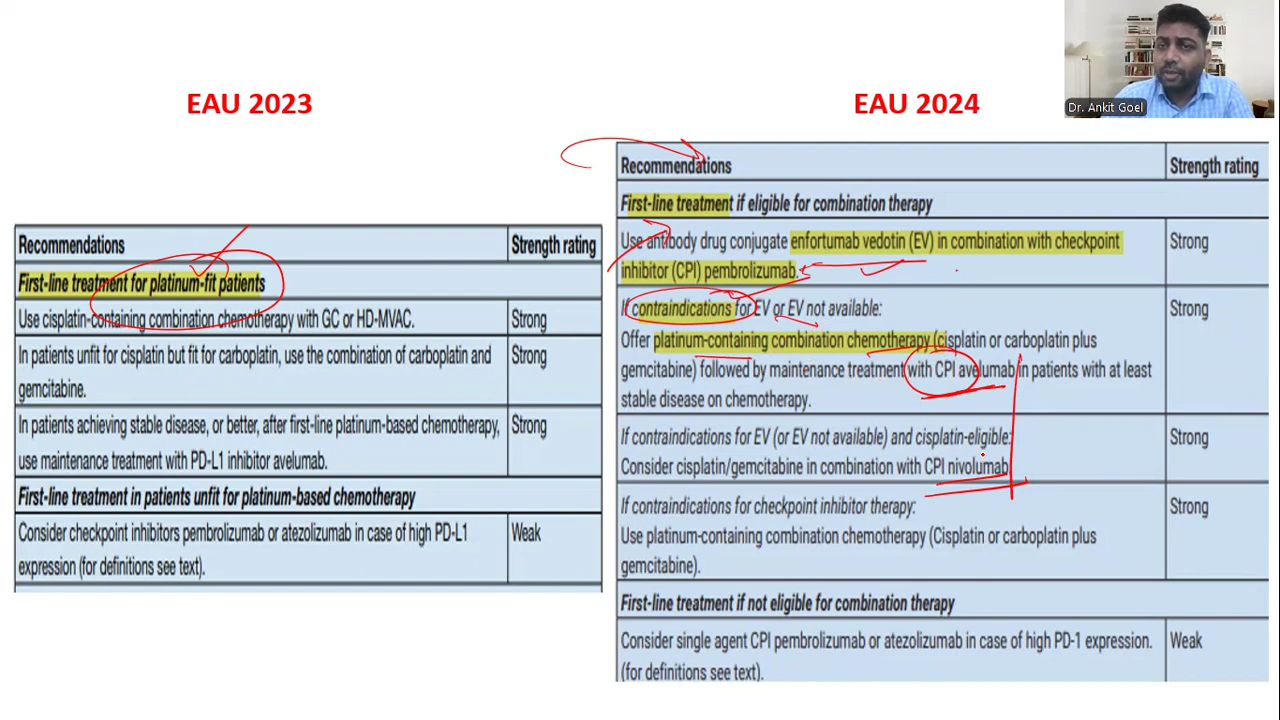 Dr. Ankit Goel
EAU 2023
Recommendations
Strength rating
First-line treatment for platinum-fit patients
Use cisplatin-containing combination chemotherapy with GC or HD-MVAC.
Strong
In patients unfit for cisplatin but fit for carboplatin, use the combination of carboplatin and
gemcitabine.
Strong
In patients achieving stable disease, or better, after first-line platinum-based chemotherapy,
use maintenance treatment with PD-L1 inhibitor avelumab.
Strong
First-line treatment in patients unfit for platinum-based chemotherapy
Consider checkpoint inhibitors pembrolizumab or atezolizumab in case of high PD-L1
expression (for definitions see text).
Weak
EAU 2024
Recommendations
Strength rating
First-line treatment if eligible for combination therapy
Use antibody drug conjugate enfortumab vedotin (EV) in combination with checkpoint
inhibitor (CPI) pembrolizumab.
Strong
If contraindications for EV or EV not available:
Offer platinum-containing combination chemotherapy (cisplatin or carboplatin plus
gemcitabine) followed by maintenance treatment with CPI avelumab in patients with at least
stable disease on chemotherapy.
Strong
If contraindications for EV (or EV not available) and cisplatin-eligible:
Consider cisplatin/gemcitabine in combination with CPI nivolumab
Strong
If contraindications for checkpoint inhibitor therapy:
Use platinum-containing combination chemotherapy (Cisplatin or carboplatin plus
gemcitabine).
Strong
First-line treatment if not eligible for combination therapy
Consider single agent CPI pembrolizumab or atezolizumab in case of high PD-1 expression.
(for definitions see text).
Weak